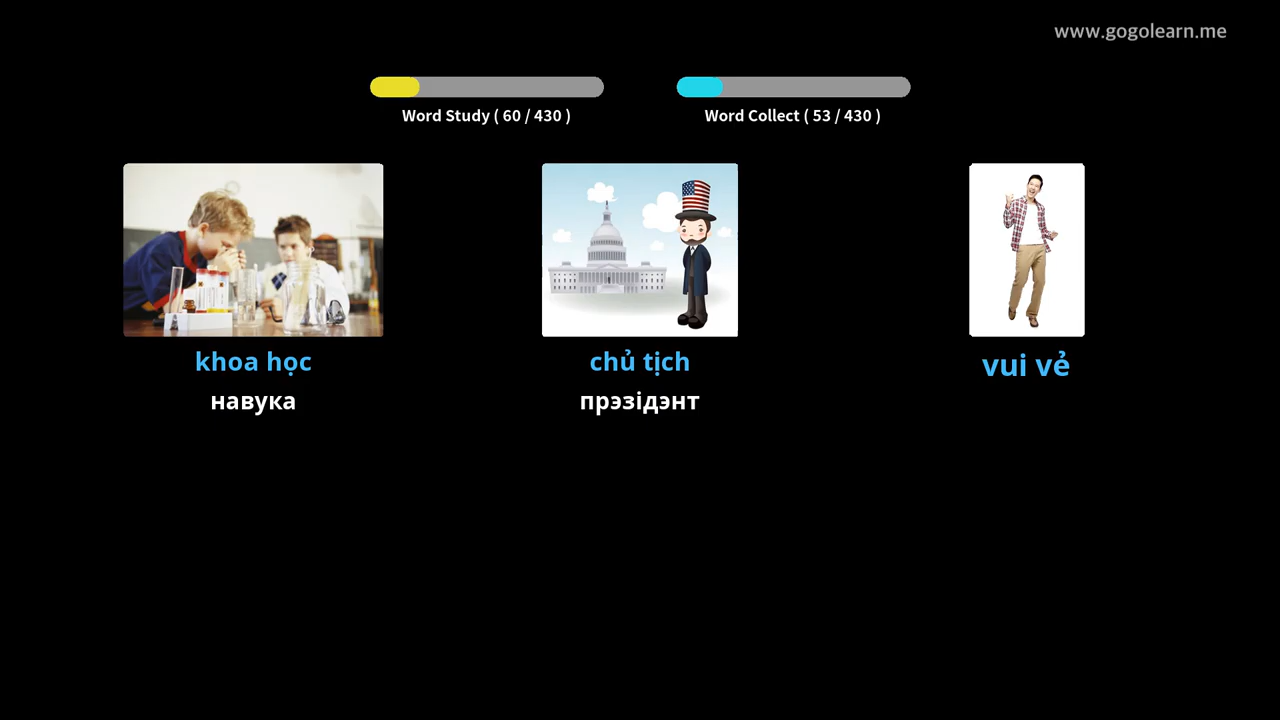 www.gogolearn.me
Word Study ( 60 / 430 )
Word Collect ( 53 / 430 )
khoa học
chủ tịch
vui vẻ
навука
прэзідэнт